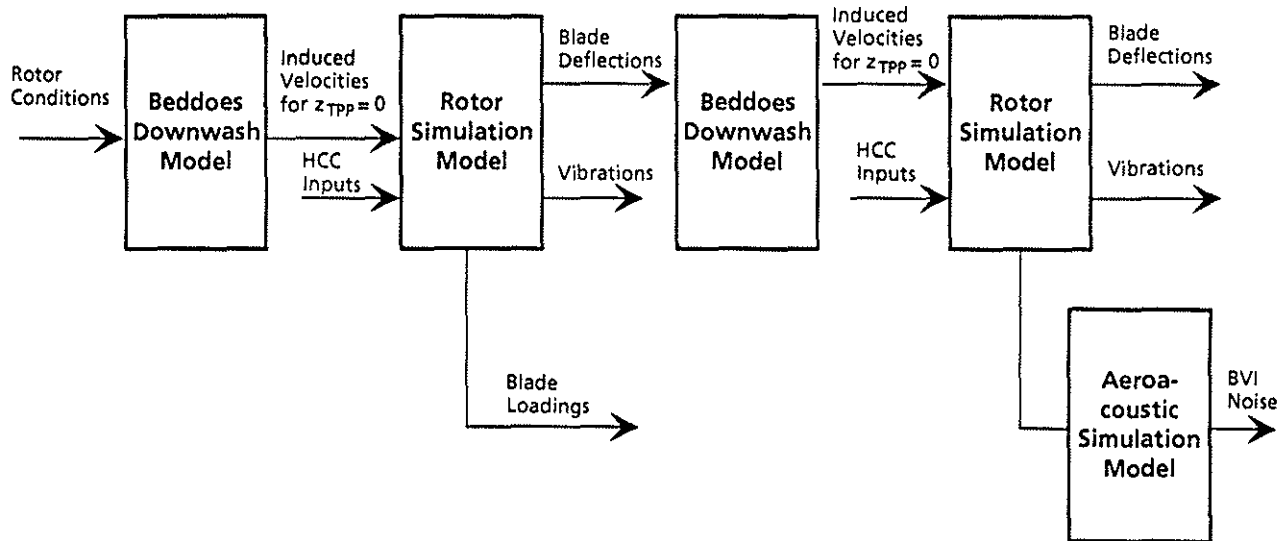 Rotor
Conditions
Beddoes
Downwash
Model
Induced
Velocities
for zTPP = 0
HCC
Inputs
Rotor
Simulation
Model
Blade
Deflections
Vibrations
Blade
Loadings
Beddoes
Downwash
Model
Induced
Velocities
for zTPP = 0
HCC
Inputs
Rotor
Simulation
Model
Blade
Deflections
Vibrations
Aeroa-
coustic
Simulation
Model
BVI
Noise